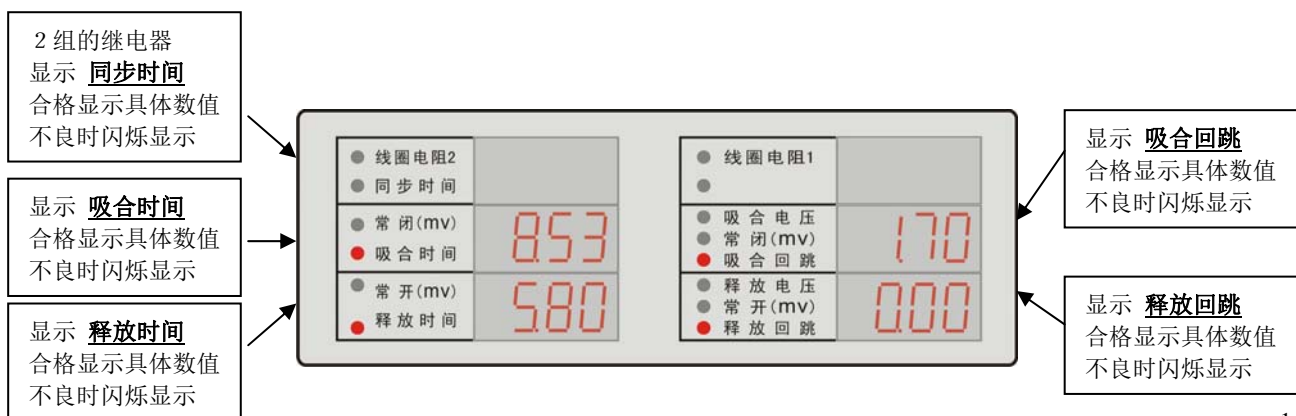 ２组的继电器
显示 同步时间
合格显示具体数值
不良时闪烁显示
显示 吸合时间
合格显示具体数值
不良时闪烁显示
显示 释放时间
合格显示具体数值
不良时闪烁显示
线圈电阻2
同步时间
常闭(mv)
吸合时间
8.53
常开(mv)
释放时间
5.80
线圈电阻1
吸合电压
常闭(mv)
吸合回跳
1.70
释放电压
常开(mv)
释放回跳
0.00
显示 吸合回跳
合格显示具体数值
不良时闪烁显示
显示 释放回跳
合格显示具体数值
不良时闪烁显示